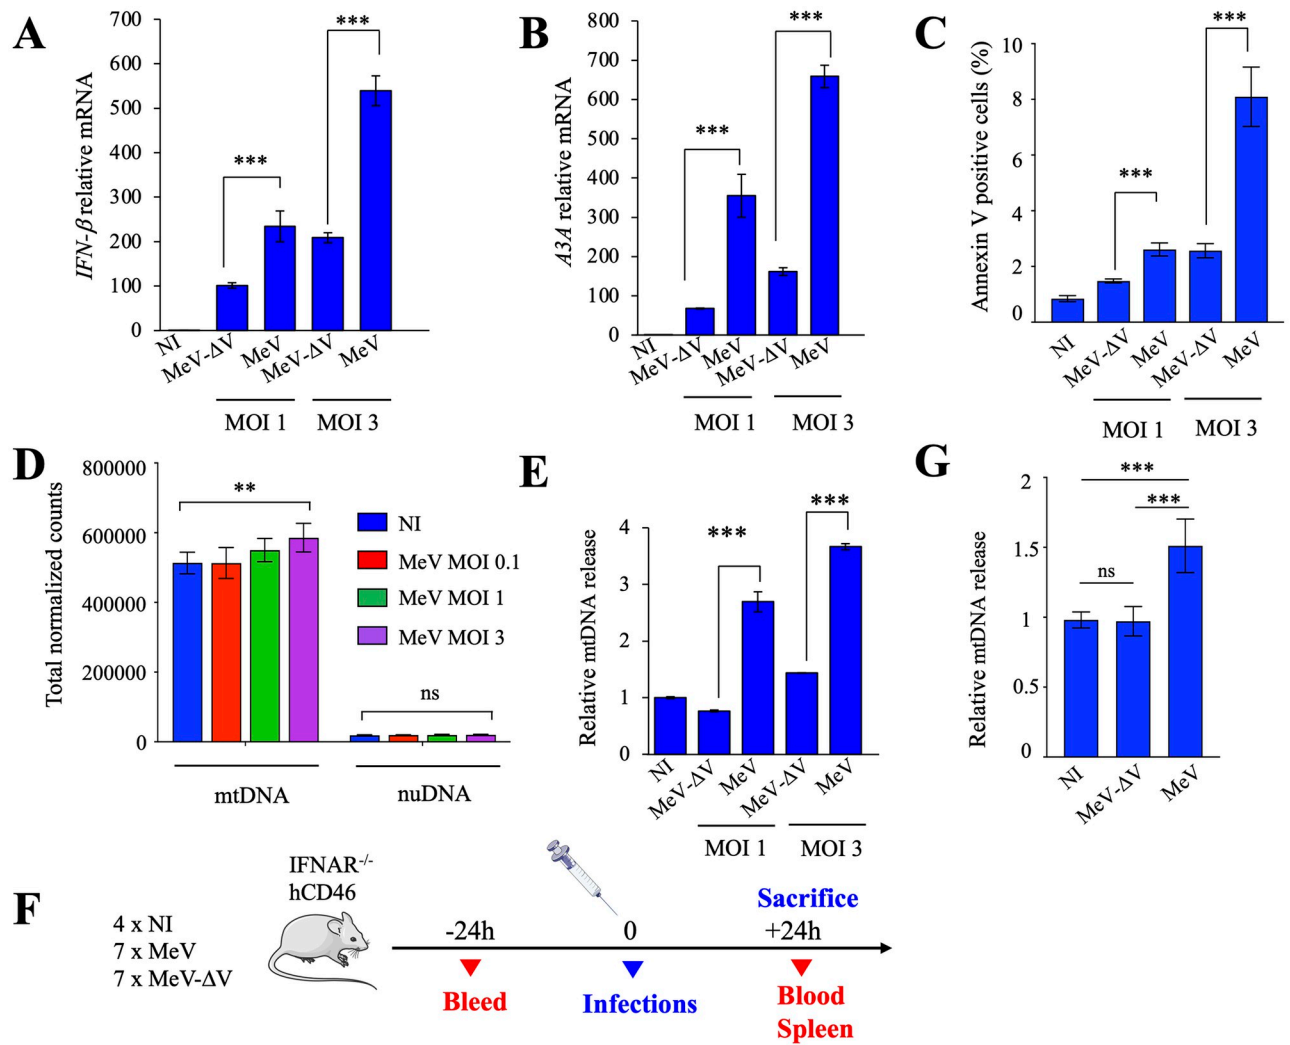 A
IFN-β relative mRNA
700
600
500
400
300
200
100
0
***
***
NI
MeV-ΔV
MeV
MeV-ΔV
MeV
MOI 1
MOI 3
B
A3A relative mRNA
800
700
600
500
400
300
200
100
0
***
***
NI
MeV-ΔV
MeV
MeV-ΔV
MeV
MOI 1
MOI 3
C
Annexin V positive cells (%)
10
8
6
4
2
0
***
***
NI
MeV-ΔV
MeV
MeV-ΔV
MeV
MOI 1
MOI 3
D
Total normalized counts
800000
600000
400000
200000
0
**
ns
NI
MeV MOI 0.1
MeV MOI 1
MeV MOI 3
mtDNA
nuDNA
E
Relative mtDNA release
4
3
2
1
0
***
***
NI
MeV-ΔV
MeV
MeV-ΔV
MeV
MOI 1
MOI 3
G
Relative mtDNA release
2
1.5
1
0.5
0
***
***
ns
NI
MeV-ΔV
MeV
F
4 x NI
7 x MeV
7 x MeV-ΔV
IFNAR-/-
hCD46
-24h
0
Sacrifice
+24h
Bleed
Infections
Blood
Spleen